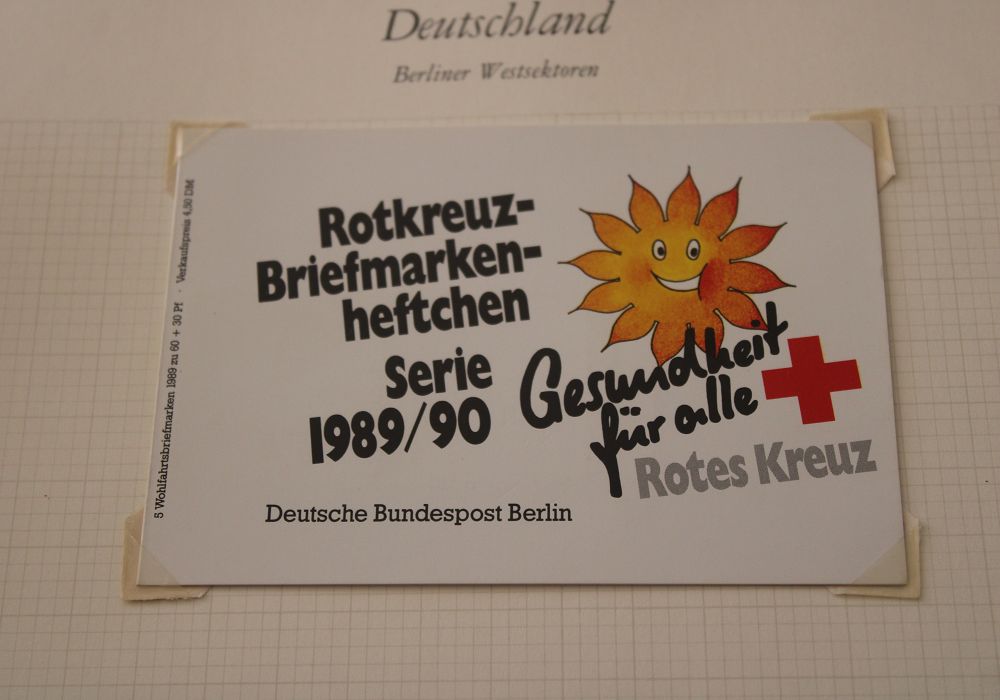 Deutschland
Berliner Westsektoren
Rotkreuz-
Briefmarken-
heftchen
Serie
1989/90
Gesundheit
für alle
Rotes Kreuz
Deutsche Bundespost Berlin
5 Wohlfahrtsbriefmarken 1989 zu 60 + 30 Pf · Verkaufspreis 4,50 DM